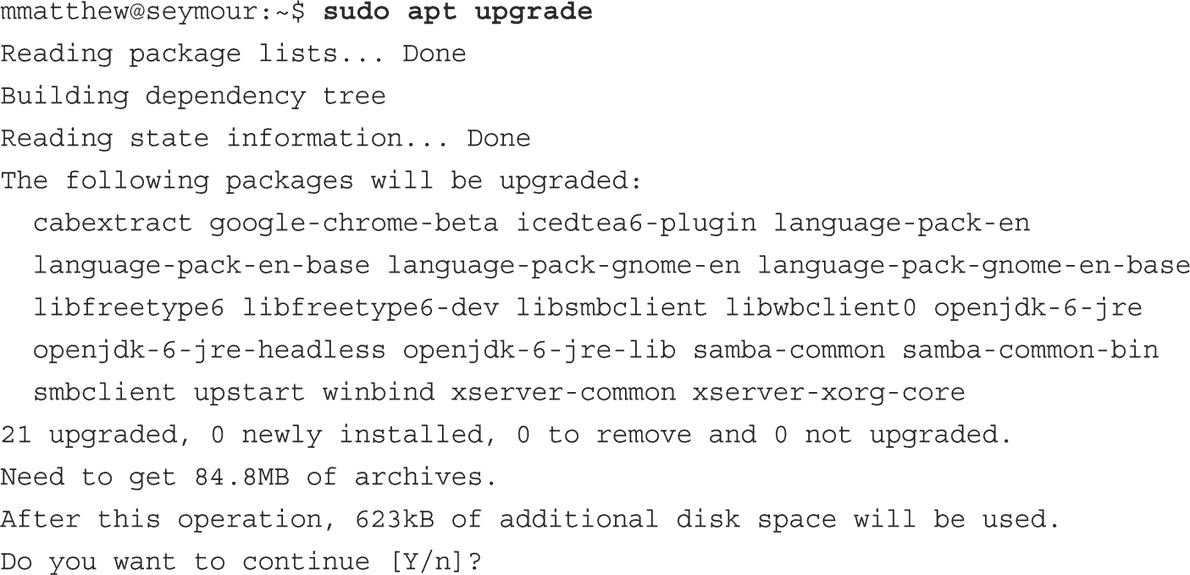 mmatthew@seymour:~$ sudo apt upgrade
Reading package lists... Done
Building dependency tree
Reading state information... Done
The following packages will be upgraded:
  cabextract google-chrome-beta icedtea6-plugin language-pack-en
  language-pack-en-base language-pack-gnome-en language-pack-gnome-en-base
  libfreetype6 libfreetype6-dev libsmbclient libwbclient0 openjdk-6-jre
  openjdk-6-jre-headless openjdk-6-jre-lib samba-common samba-common-bin
  smbclient upstart winbind xserver-common xserver-xorg-core
21 upgraded, 0 newly installed, 0 to remove and 0 not upgraded.
Need to get 84.8MB of archives.
After this operation, 623kB of additional disk space will be used.
Do you want to continue [Y/n]?